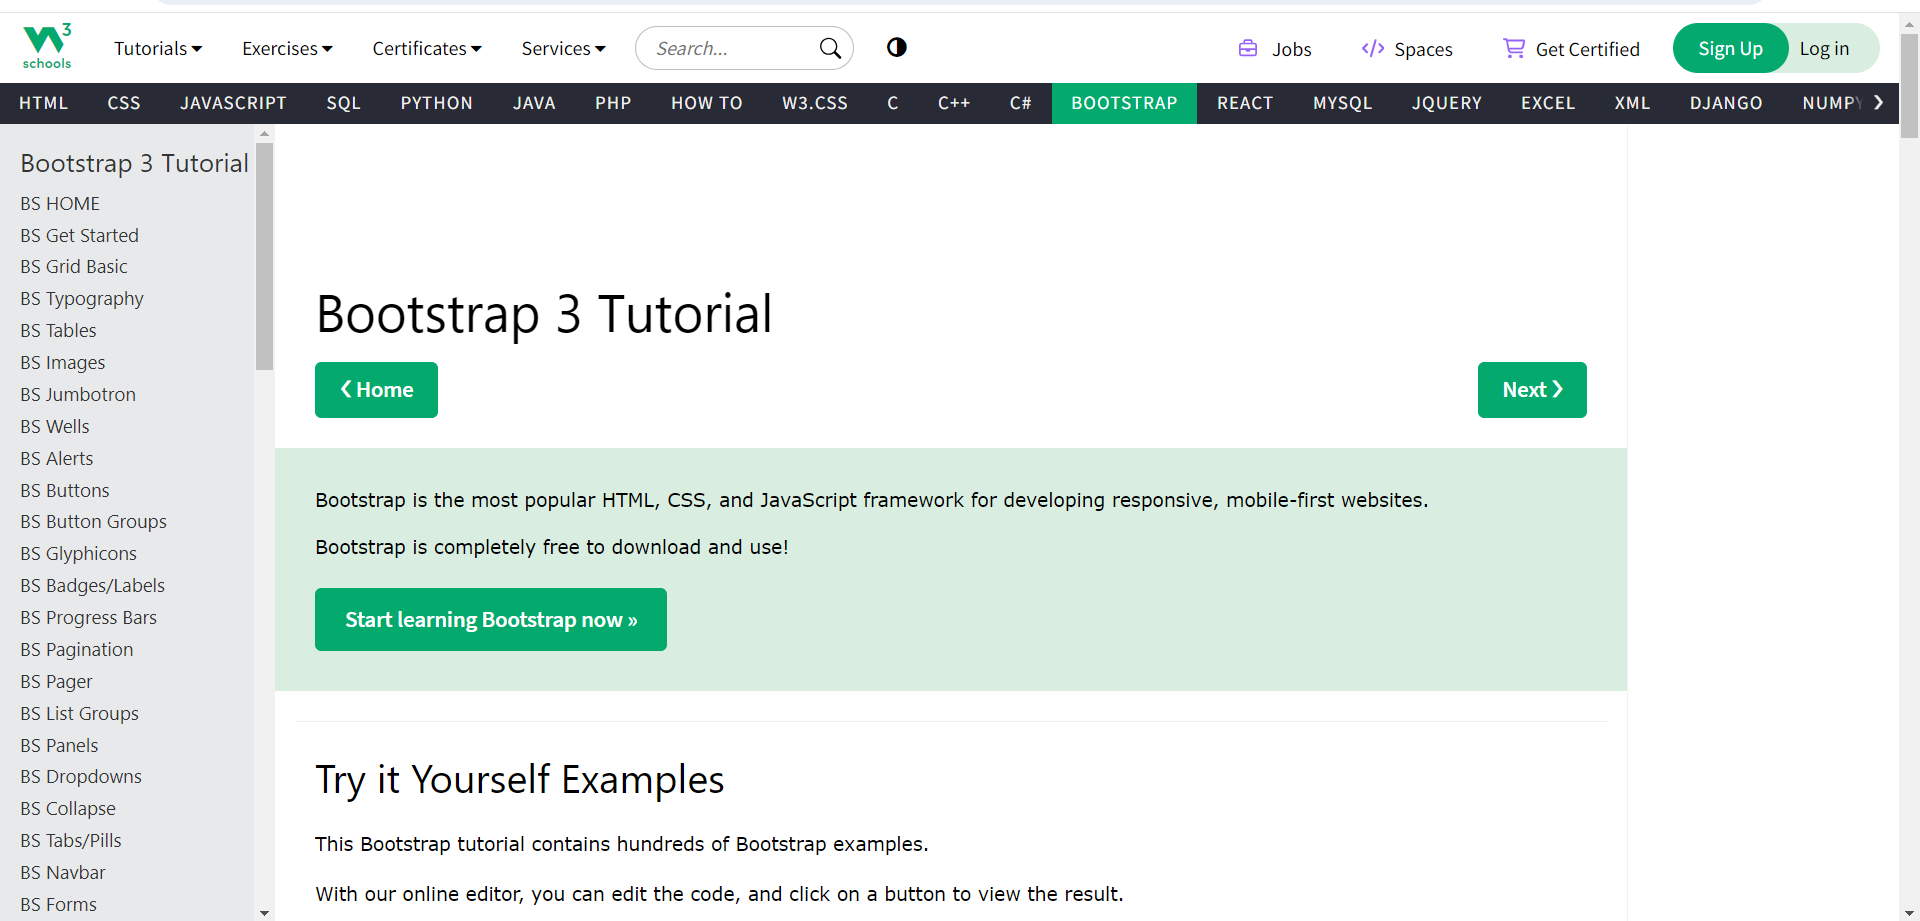 3
schools
Tutorials Exercises Certificates Services Search... Jobs Spaces Get Certified Sign Up Log in
HTML CSS JAVASCRIPT SQL PYTHON JAVA PHP HOW TO W3.CSS C C++ C# BOOTSTRAP REACT MYSQL JQUERY EXCEL XML DJANGO NUMPY ❯
Bootstrap 3 Tutorial
BS HOME
BS Get Started
BS Grid Basic
BS Typography
BS Tables
BS Images
BS Jumbotron
BS Wells
BS Alerts
BS Buttons
BS Button Groups
BS Glyphicons
BS Badges/Labels
BS Progress Bars
BS Pagination
BS Pager
BS List Groups
BS Panels
BS Dropdowns
BS Collapse
BS Tabs/Pills
BS Navbar
BS Forms
Bootstrap 3 Tutorial
❮ Home
Next ❯
Bootstrap is the most popular HTML, CSS, and JavaScript framework for developing responsive, mobile-first websites.
Bootstrap is completely free to download and use!
Start learning Bootstrap now »
Try it Yourself Examples
This Bootstrap tutorial contains hundreds of Bootstrap examples.
With our online editor, you can edit the code, and click on a button to view the result.